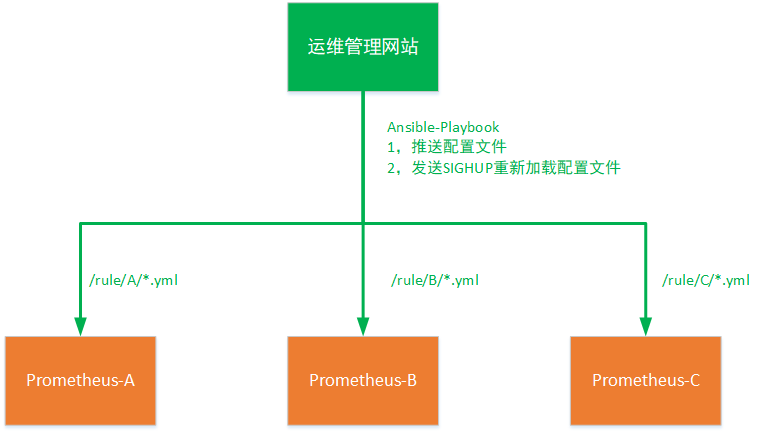 运维管理网站
Ansible-Playbook
1，推送配置文件
2，发送SIGHUP重新加载配置文件
/rule/A/*.yml
/rule/B/*.yml
/rule/C/*.yml
Prometheus-A
Prometheus-B
Prometheus-C